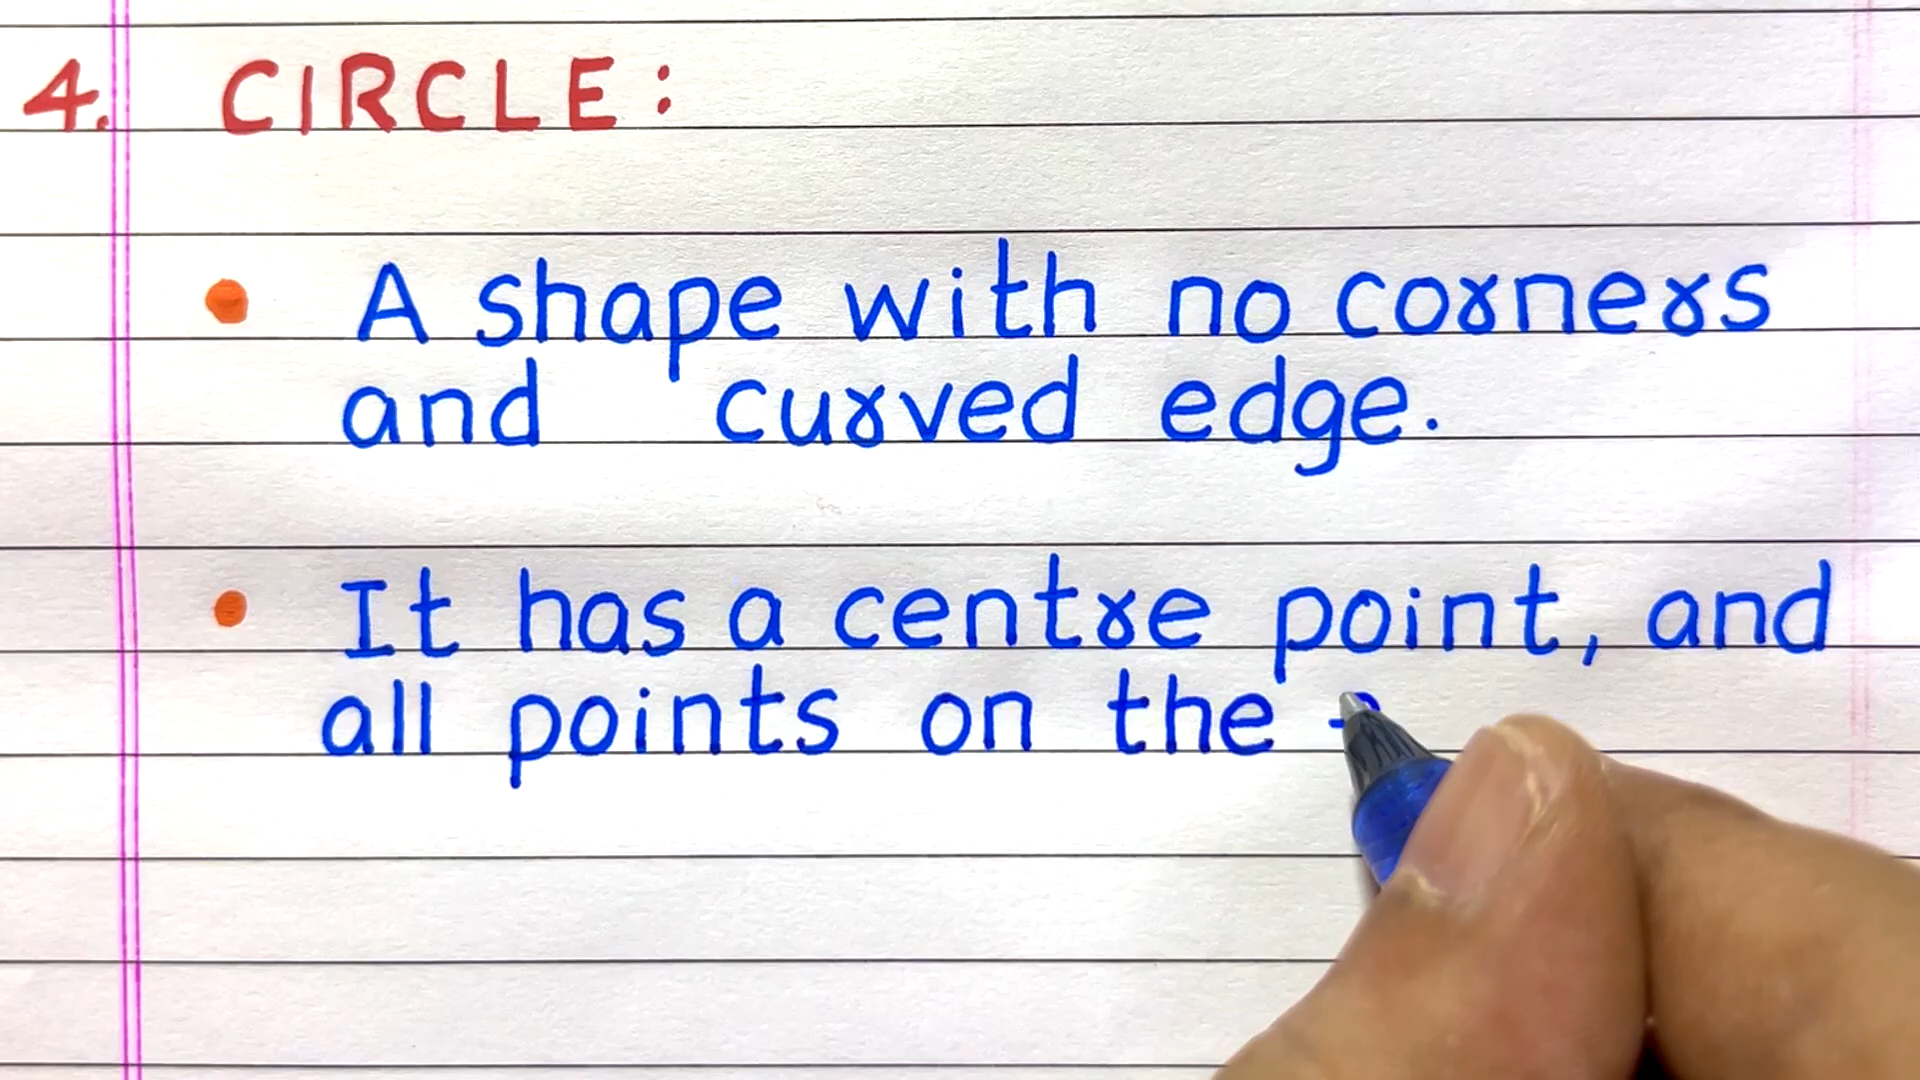 4. CIRCLE:
• A shape with no corners
and curved edge.
• It has a centre point, and
all points on the